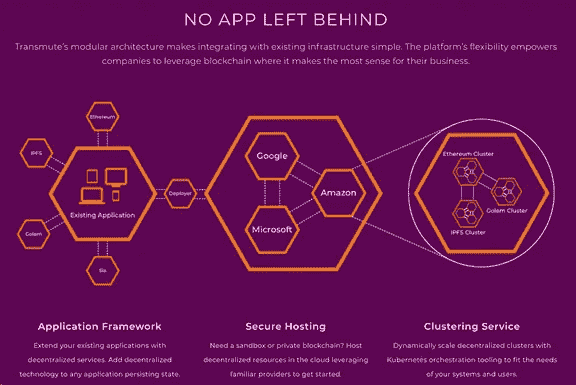 NO APP LEFT BEHIND
Transmute's modular architecture makes integrating with existing infrastructure simple. The platform's flexibility empowers
companies to leverage blockchain where it makes the most sense for their business.
Ethereum
IPFS
Existing Application
Golem
Sia
Deployer
Google
Amazon
Microsoft
Ethereum Cluster
Golem Cluster
IPFS Cluster
Application Framework
Extend your existing applications with
decentralized services. Add decentralized
technology to any application persisting state.
Secure Hosting
Need a sandbox or private blockchain? Host
decentralized resources in the cloud leveraging
familiar providers to get started.
Clustering Service
Dynamically scale decentralized clusters with
Kubernetes orchestration tooling to fit the needs
of your systems and users.